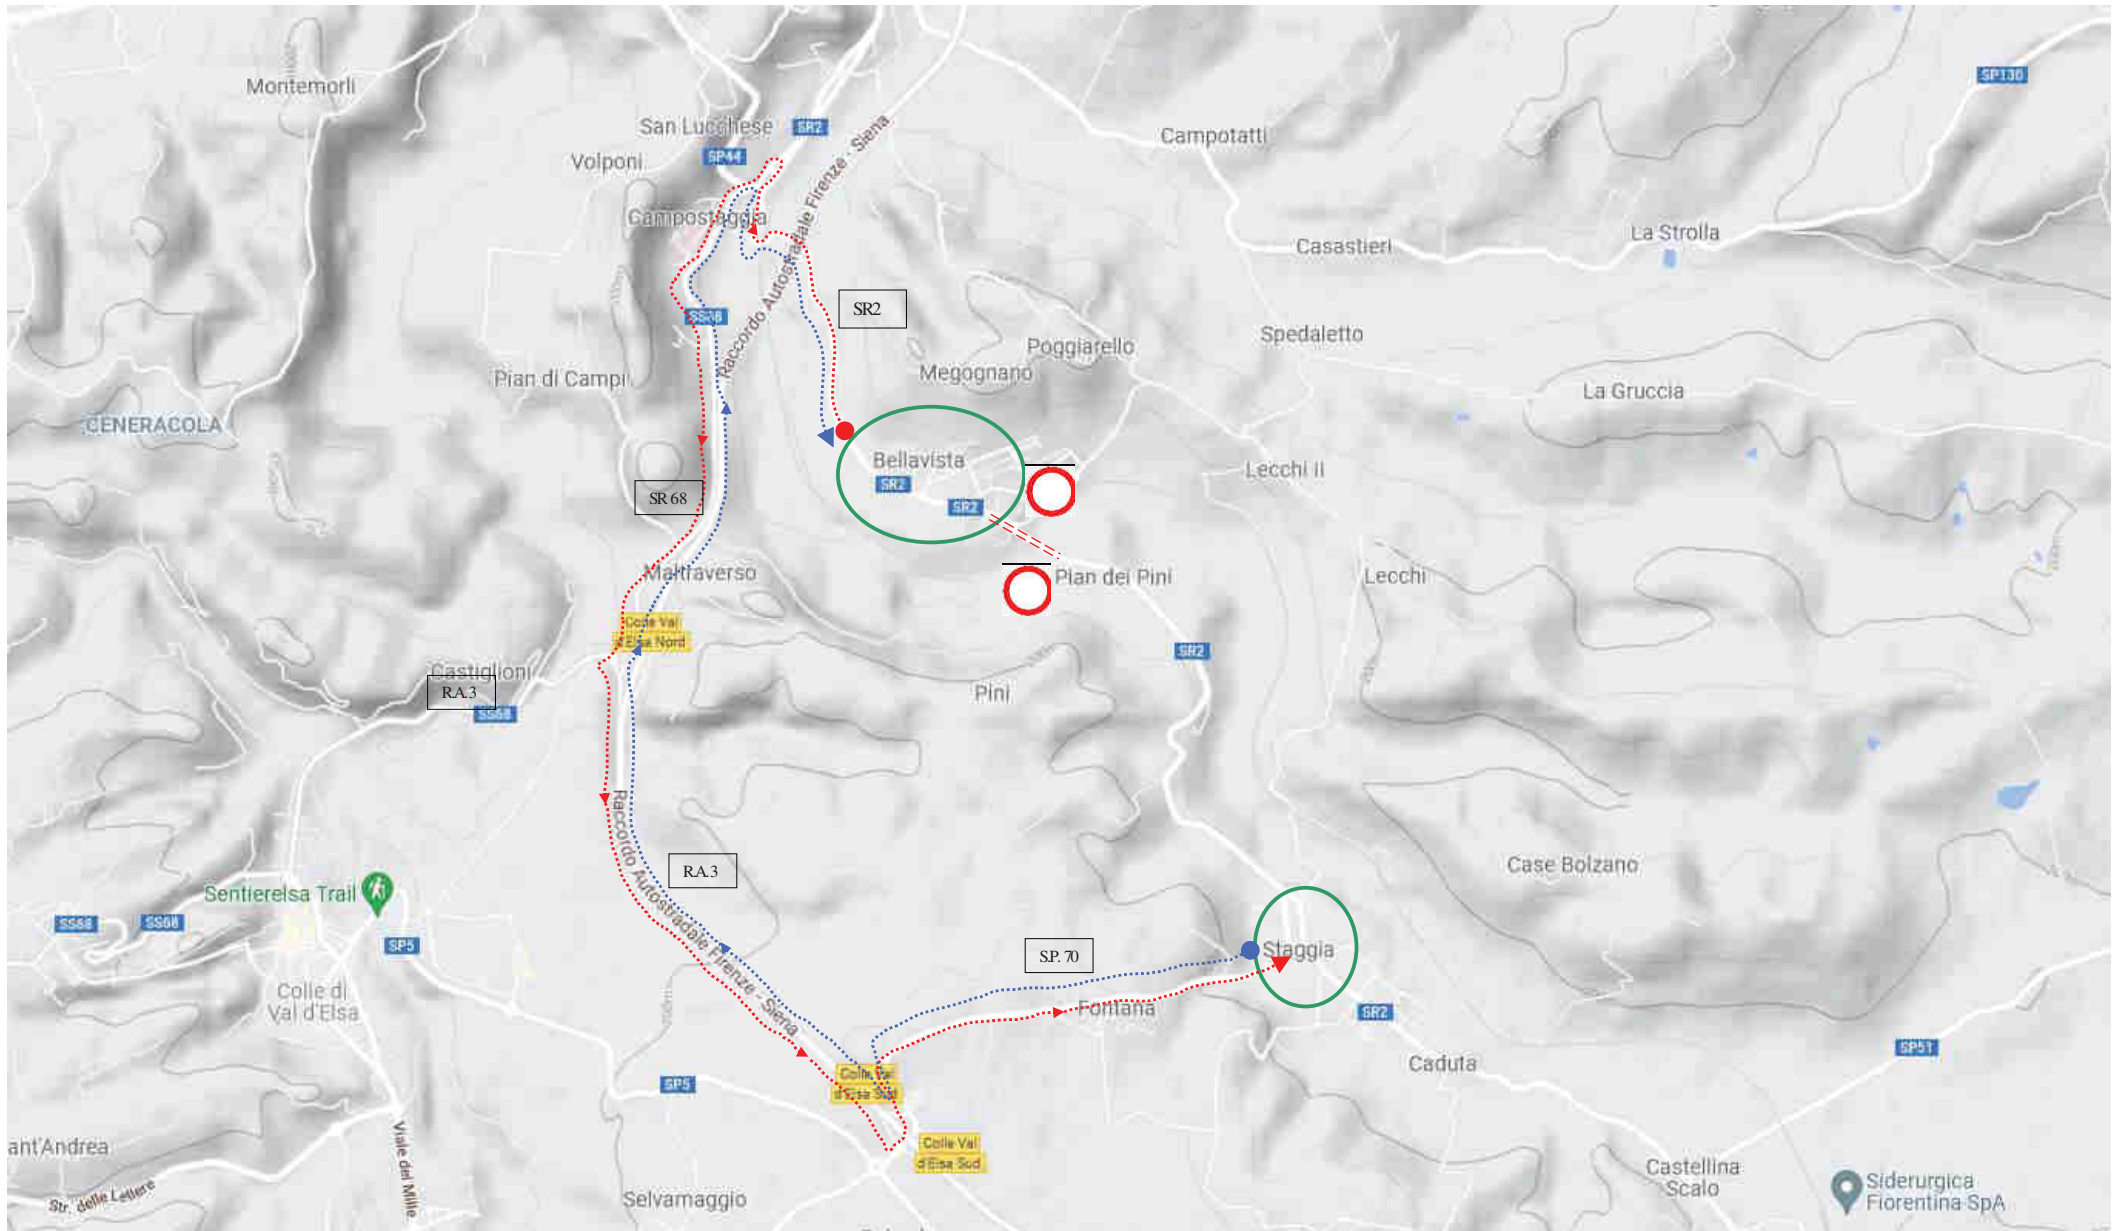 Montemorli
SP130
San Lucchese
SR2
Campotatti
SP44
Volponi
Campostaggia
La Strolla
Casastieri
Raccordo Autostradale Firenze - Siena
SR2
Spedaletto
Poggiarello
Megognano
Pian di Campi
La Gruccia
CENERACOLA
Bellavista
SR2
Lecchi II
SR 68
SR2
Maltraverso
Pian dei Pini
Lecchi
Colle Val
d'Elsa Nord
SR2
Castiglioni
R.A.3
Pini
SS68
Raccordo Autostradale Firenze - Siena
R.A.3
Case Bolzano
Sentierelsa Trail
SS68
SS68
SP5
S.P. 70
Staggia
Colle di
Val d'Elsa
Fontana
SR2
SP51
Caduta
Colle Val
d'Elsa Sud
SP5
Colle Val
d'Elsa Sud
ant'Andrea
Viale dei Mille
Castellina
Scalo
Siderurgica
Fiorentina SpA
Str. delle Lellere
Selvamaggio